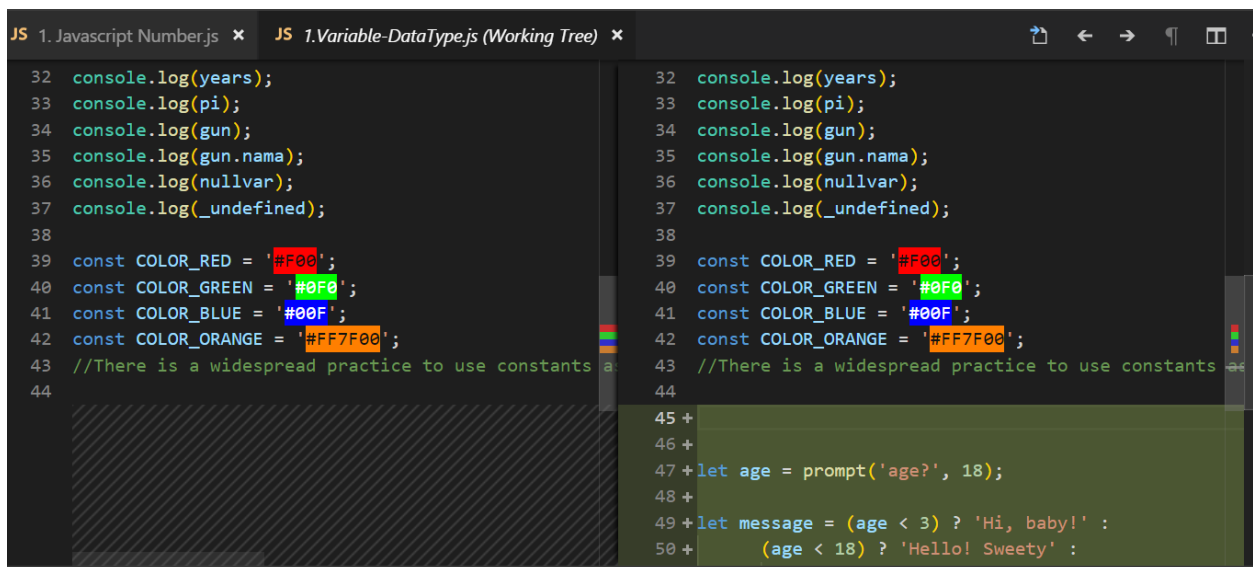 JS 1. Javascript Number.js × JS 1.Variable-DataType.js (Working Tree) ×
32 console.log(years);
33 console.log(pi);
34 console.log(gun);
35 console.log(gun.nama);
36 console.log(nullvar);
37 console.log(_undefined);
38
39 const COLOR_RED = '#F00';
40 const COLOR_GREEN = '#0F0';
41 const COLOR_BLUE = '#00F';
42 const COLOR_ORANGE = '#FF7F00';
43 //There is a widespread practice to use constants
44
32 console.log(years);
33 console.log(pi);
34 console.log(gun);
35 console.log(gun.nama);
36 console.log(nullvar);
37 console.log(_undefined);
38
39 const COLOR_RED = '#F00';
40 const COLOR_GREEN = '#0F0';
41 const COLOR_BLUE = '#00F';
42 const COLOR_ORANGE = '#FF7F00';
43 //There is a widespread practice to use constants
44
45 +
46 +
47 + let age = prompt('age?', 18);
48 +
49 + let message = (age < 3) ? 'Hi, baby!' :
50 + (age < 18) ? 'Hello! Sweety' :